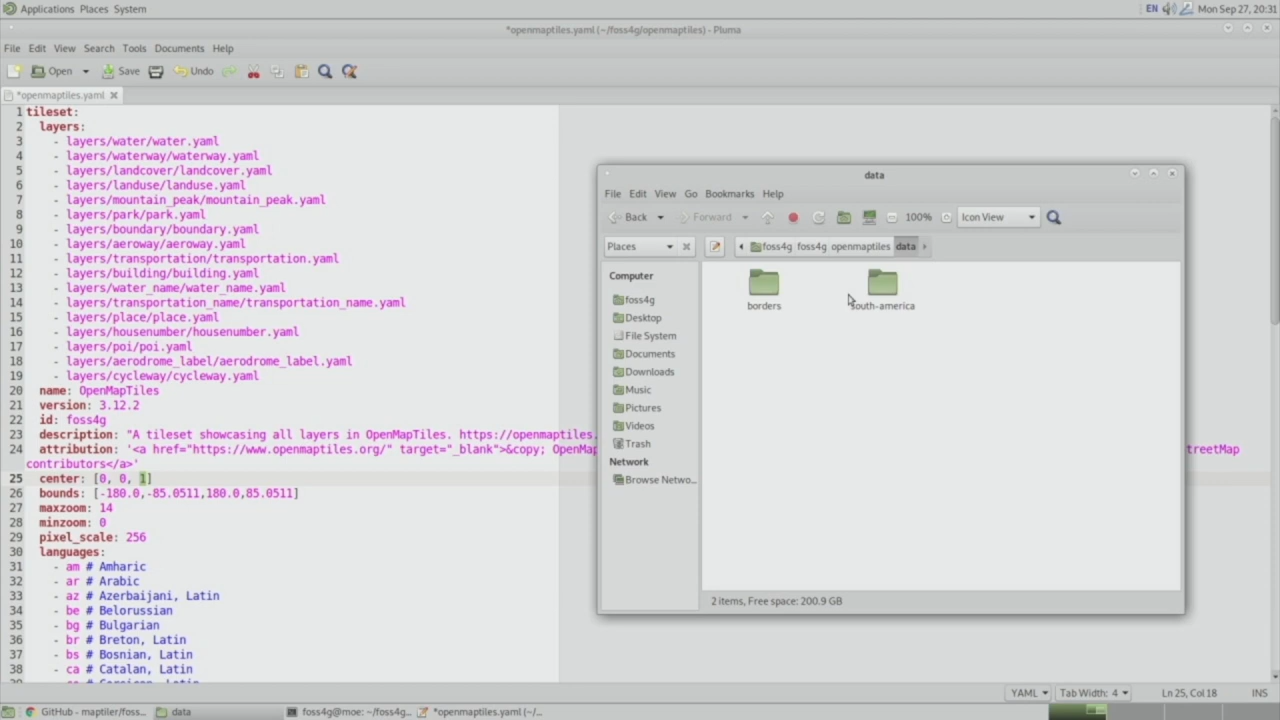 Applications Places System
EN
Mon Sep 27, 20:31
*openmaptiles.yaml (~/foss4g/openmaptiles) - Pluma
File Edit View Search Tools Documents Help
Open Save Undo
*openmaptiles.yaml
1 tileset:
2 layers:
3 - layers/water/water.yaml
4 - layers/waterway/waterway.yaml
5 - layers/landcover/landcover.yaml
6 - layers/landuse/landuse.yaml
7 - layers/mountain_peak/mountain_peak.yaml
8 - layers/park/park.yaml
9 - layers/boundary/boundary.yaml
10 - layers/aeroway/aeroway.yaml
11 - layers/transportation/transportation.yaml
12 - layers/building/building.yaml
13 - layers/water_name/water_name.yaml
14 - layers/transportation_name/transportation_name.yaml
15 - layers/place/place.yaml
16 - layers/housenumber/housenumber.yaml
17 - layers/poi/poi.yaml
18 - layers/aerodrome_label/aerodrome_label.yaml
19 - layers/cycleway/cycleway.yaml
20 name: OpenMapTiles
21 version: 3.12.2
22 id: foss4g
23 description: "A tileset showcasing all layers in OpenMapTiles. https://openmaptiles.
24 attribution: '<a href="https://www.openmaptiles.org/" target="_blank">&copy; OpenMap
treetMap
contributors</a>'
25 center: [0, 0, 1]
26 bounds: [-180.0,-85.0511,180.0,85.0511]
27 maxzoom: 14
28 minzoom: 0
29 pixel_scale: 256
30 languages:
31 - am # Amharic
32 - ar # Arabic
33 - az # Azerbaijani, Latin
34 - be # Belorussian
35 - bg # Bulgarian
36 - br # Breton, Latin
37 - bs # Bosnian, Latin
38 - ca # Catalan, Latin
data
File Edit View Go Bookmarks Help
Back Forward 100% Icon View
Places foss4g foss4g openmaptiles data
Computer
foss4g
Desktop
File System
Documents
Downloads
Music
Pictures
Videos
Trash
Network
Browse Netwo...
borders
south-america
2 items, Free space: 200.9 GB
YAML Tab Width: 4 Ln 25, Col 18 INS
GitHub - maptiler/foss...
data
foss4g@moe: ~/foss4g...
*openmaptiles.yaml (~/...